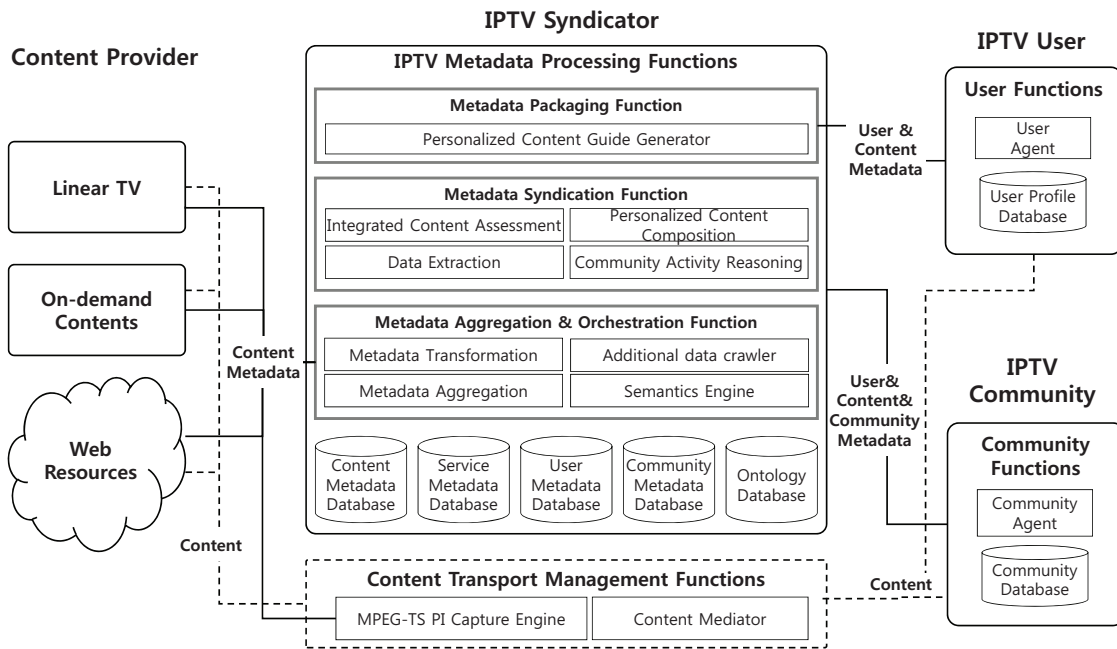 IPTV Syndicator
Content Provider
IPTV User
IPTV Metadata Processing Functions
User Functions
Metadata Packaging Function
Personalized Content Guide Generator
User &
Content
Metadata
User
Agent
User Profile
Database
Linear TV
Metadata Syndication Function
Integrated Content Assessment
Personalized Content
Composition
Data Extraction
Community Activity Reasoning
On-demand
Contents
Metadata Aggregation & Orchestration Function
Content
Metadata
Metadata Transformation
Additional data crawler
Metadata Aggregation
Semantics Engine
User&
Content&
Community
Metadata
IPTV
Community
Web
Resources
Content
Metadata
Database
Service
Metadata
Database
User
Metadata
Database
Community
Metadata
Database
Ontology
Database
Community
Functions
Community
Agent
Community
Database
Content
Content Transport Management Functions
MPEG-TS PI Capture Engine
Content Mediator
Content